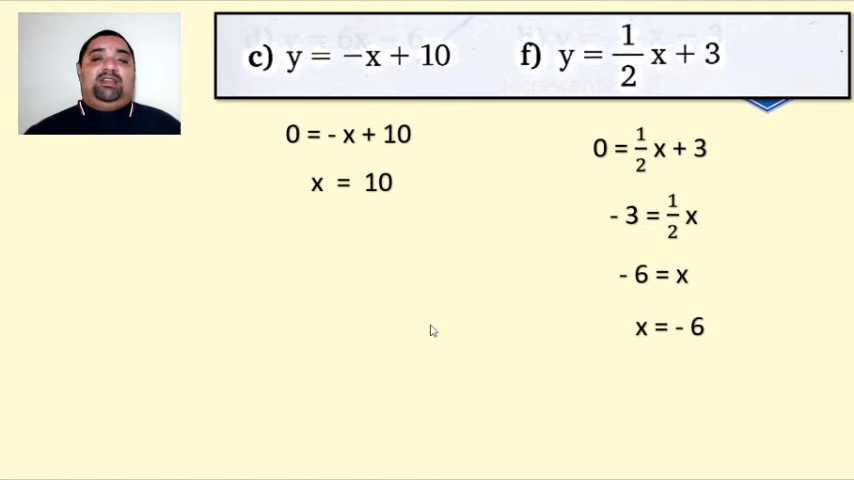 c) y = −x + 10
f) y = 1/2 x + 3
0 = - x + 10
x = 10
0 = 1/2 x + 3
- 3 = 1/2 x
- 6 = x
x = - 6